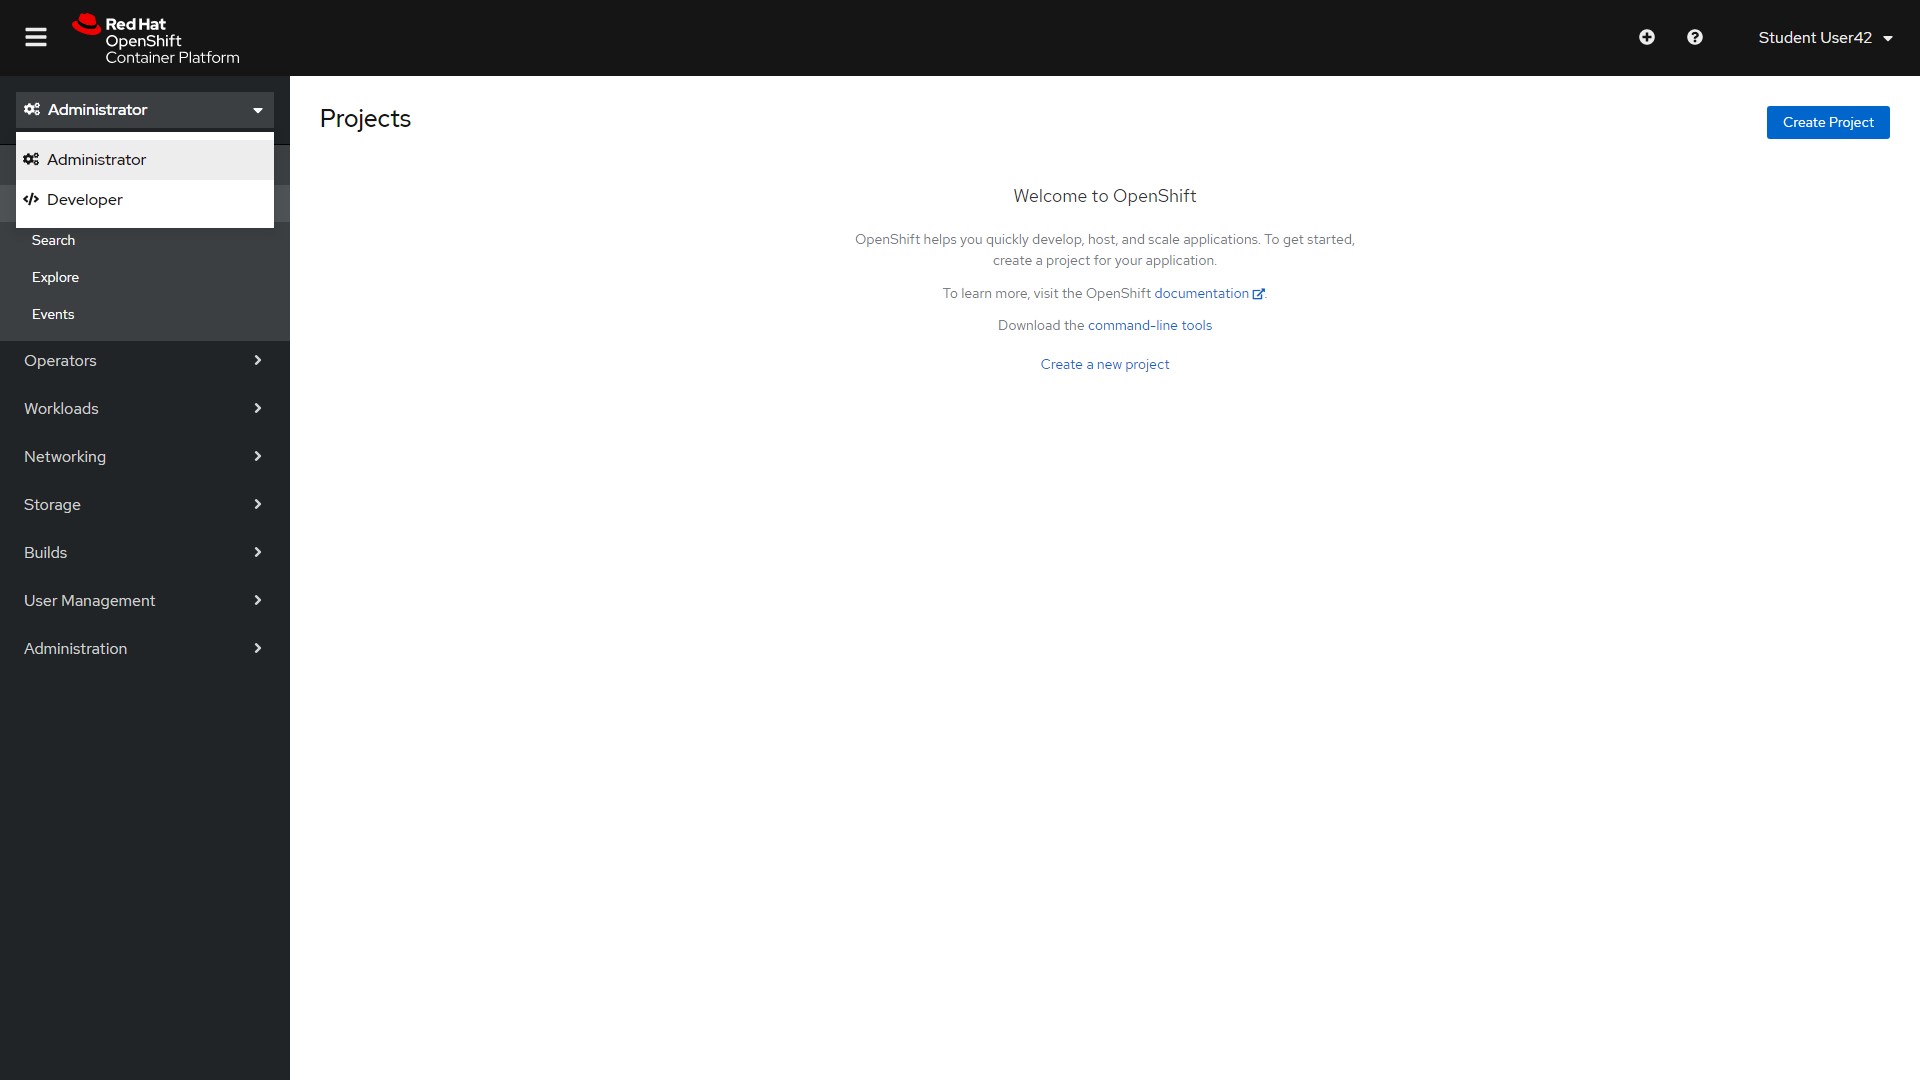 Red Hat
OpenShift
Container Platform
Student User42
Administrator
Administrator
Developer
Search
Explore
Events
Operators
Workloads
Networking
Storage
Builds
User Management
Administration
Projects
Create Project
Welcome to OpenShift
OpenShift helps you quickly develop, host, and scale applications. To get started,
create a project for your application.
To learn more, visit the OpenShift documentation.
Download the command-line tools
Create a new project